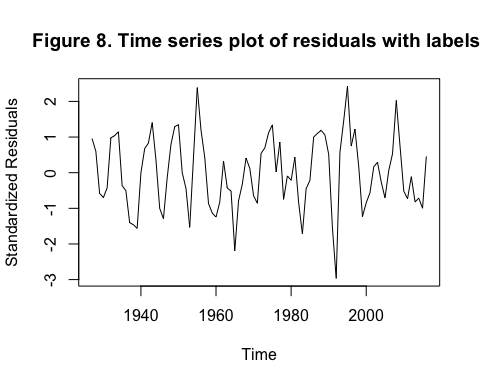 Figure 8. Time series plot of residuals with labels
Standardized Residuals
2
1
0
-1
-2
-3
1940 1960 1980 2000
Time